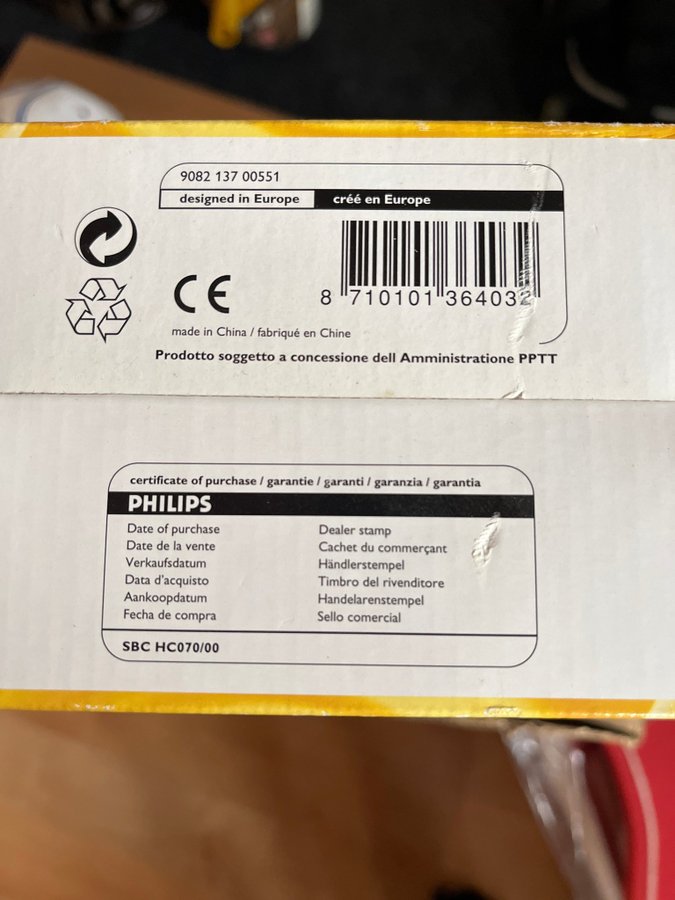 9082 137 00551
designed in Europe créé en Europe
CE
8 710101 364032
made in China / fabriqué en Chine
Prodotto soggetto a concessione dell Amministratione PPTT
certificate of purchase / garantie / garanti / garanzia / garantia
PHILIPS
Date of purchase Dealer stamp
Date de la vente Cachet du commerçant
Verkaufsdatum Händlerstempel
Data d'acquisto Timbro del rivenditore
Aankoopdatum Handelarenstempel
Fecha de compra Sello comercial
SBC HC070/00